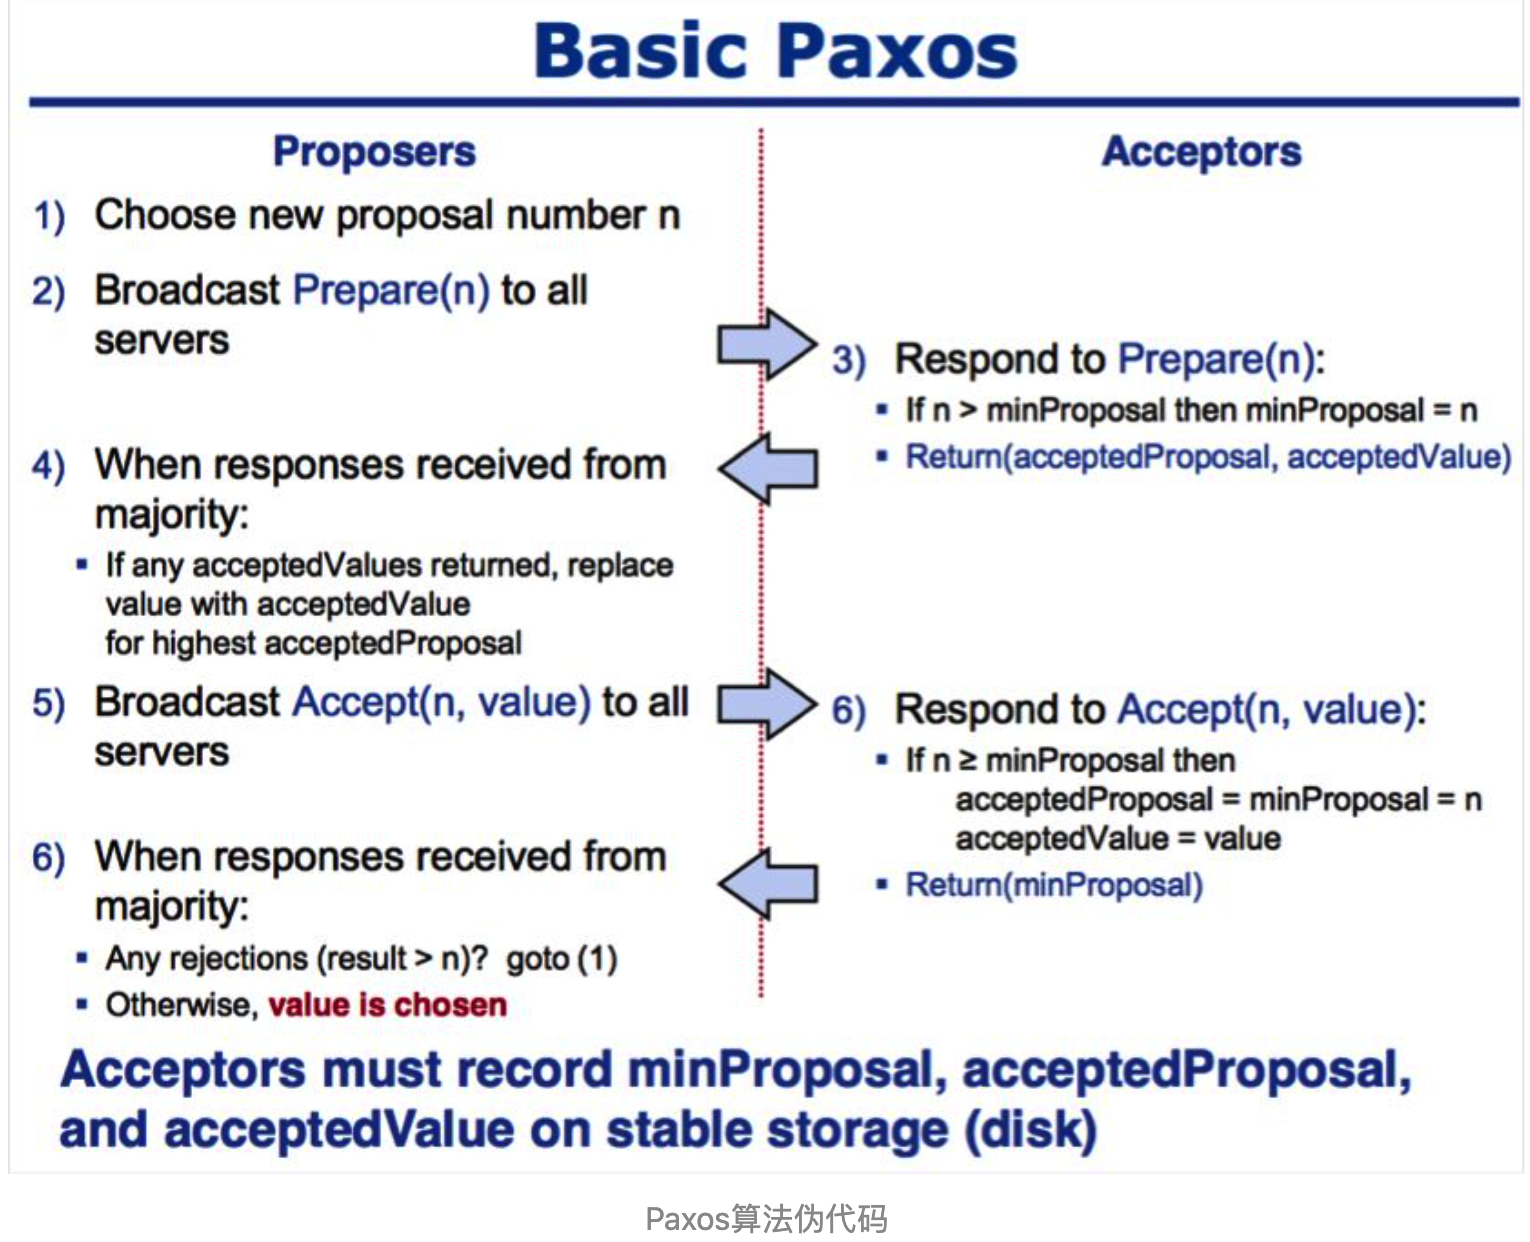 Basic Paxos
Proposers
1) Choose new proposal number n
2) Broadcast Prepare(n) to all
servers
4) When responses received from
majority:
▪ If any acceptedValues returned, replace
value with acceptedValue
for highest acceptedProposal
5) Broadcast Accept(n, value) to all
servers
6) When responses received from
majority:
▪ Any rejections (result > n)? goto (1)
▪ Otherwise, value is chosen
Acceptors
3) Respond to Prepare(n):
▪ If n > minProposal then minProposal = n
▪ Return(acceptedProposal, acceptedValue)
6) Respond to Accept(n, value):
▪ If n ≥ minProposal then
acceptedProposal = minProposal = n
acceptedValue = value
▪ Return(minProposal)
Acceptors must record minProposal, acceptedProposal,
and acceptedValue on stable storage (disk)
Paxos算法伪代码